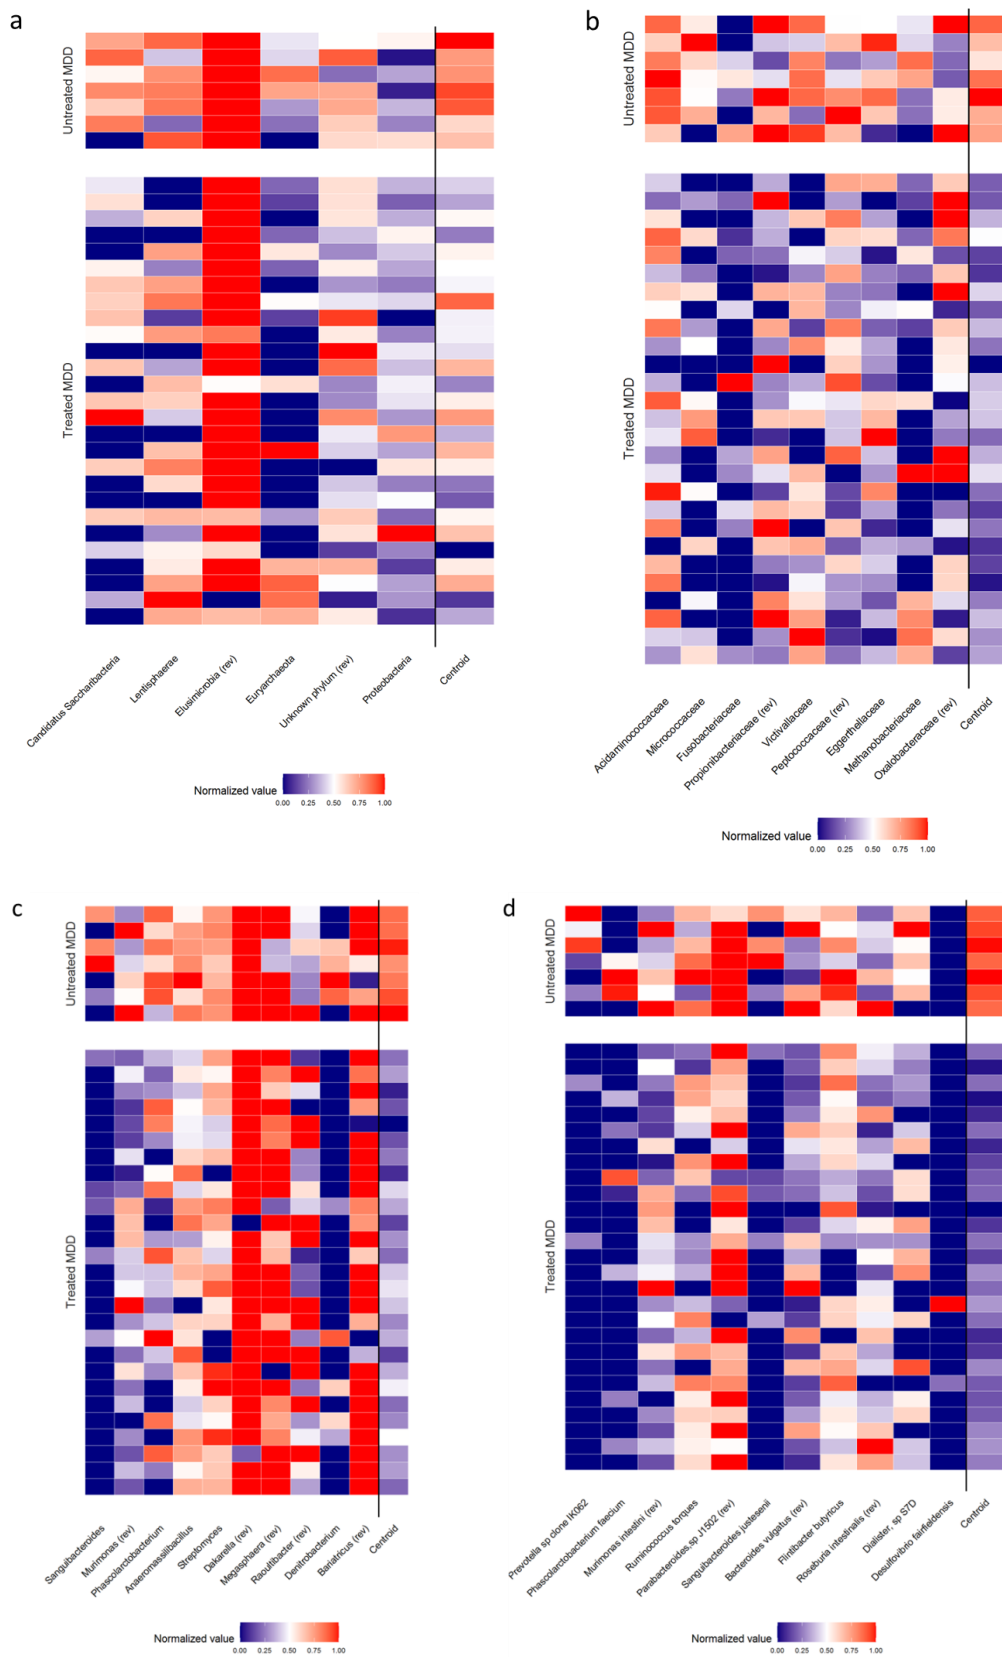 a
Untreated MDD
Treated MDD
Candidatus Saccharibacteria
Lentisphaerae
Elusimicrobia (rev)
Euryarchaeota
Unknown phylum (rev)
Proteobacteria
Centroid
Normalized value
0.00 0.25 0.50 0.75 1.00
b
Untreated MDD
Treated MDD
Acidaminococcaceae
Micrococcaceae
Fusobacteriaceae
Propionibacteriaceae (rev)
Victivallaceae
Peptococcaceae (rev)
Eggerthellaceae
Methanobacteriaceae
Oxalobacteraceae (rev)
Centroid
Normalized value
0.00 0.25 0.50 0.75 1.00
c
Untreated MDD
Treated MDD
Sanguibacteroides
Murimonas (rev)
Phascolarctobacterium
Anaeromassilibacillus
Streptomyces
Dakarella (rev)
Megasphaera (rev)
Raoultibacter (rev)
Denitrobacterium
Bariatricus (rev)
Centroid
Normalized value
0.00 0.25 0.50 0.75 1.00
d
Untreated MDD
Treated MDD
Prevotella sp clone IK062
Phascolarctobacterium faecium
Murimonas intestini (rev)
Ruminococcus torques
Parabacteroides, sp J1502 (rev)
Sanguibacteroides justesenii
Bacteroides vulgatus (rev)
Flintibacter butyricus
Roseburia intestinalis (rev)
Dialister, sp S7D
Desulfovibrio fairfieldensis
Centroid
Normalized value
0.00 0.25 0.50 0.75 1.00